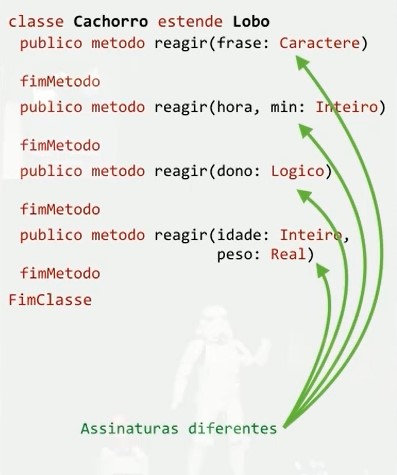 classe Cachorro estende Lobo
publico metodo reagir(frase: Caractere)
fimMetodo
publico metodo reagir(hora, min: Inteiro)
fimMetodo
publico metodo reagir(dono: Logico)
fimMetodo
publico metodo reagir(idade: Inteiro,
peso: Real)
fimMetodo
FimClasse
Assinaturas diferentes